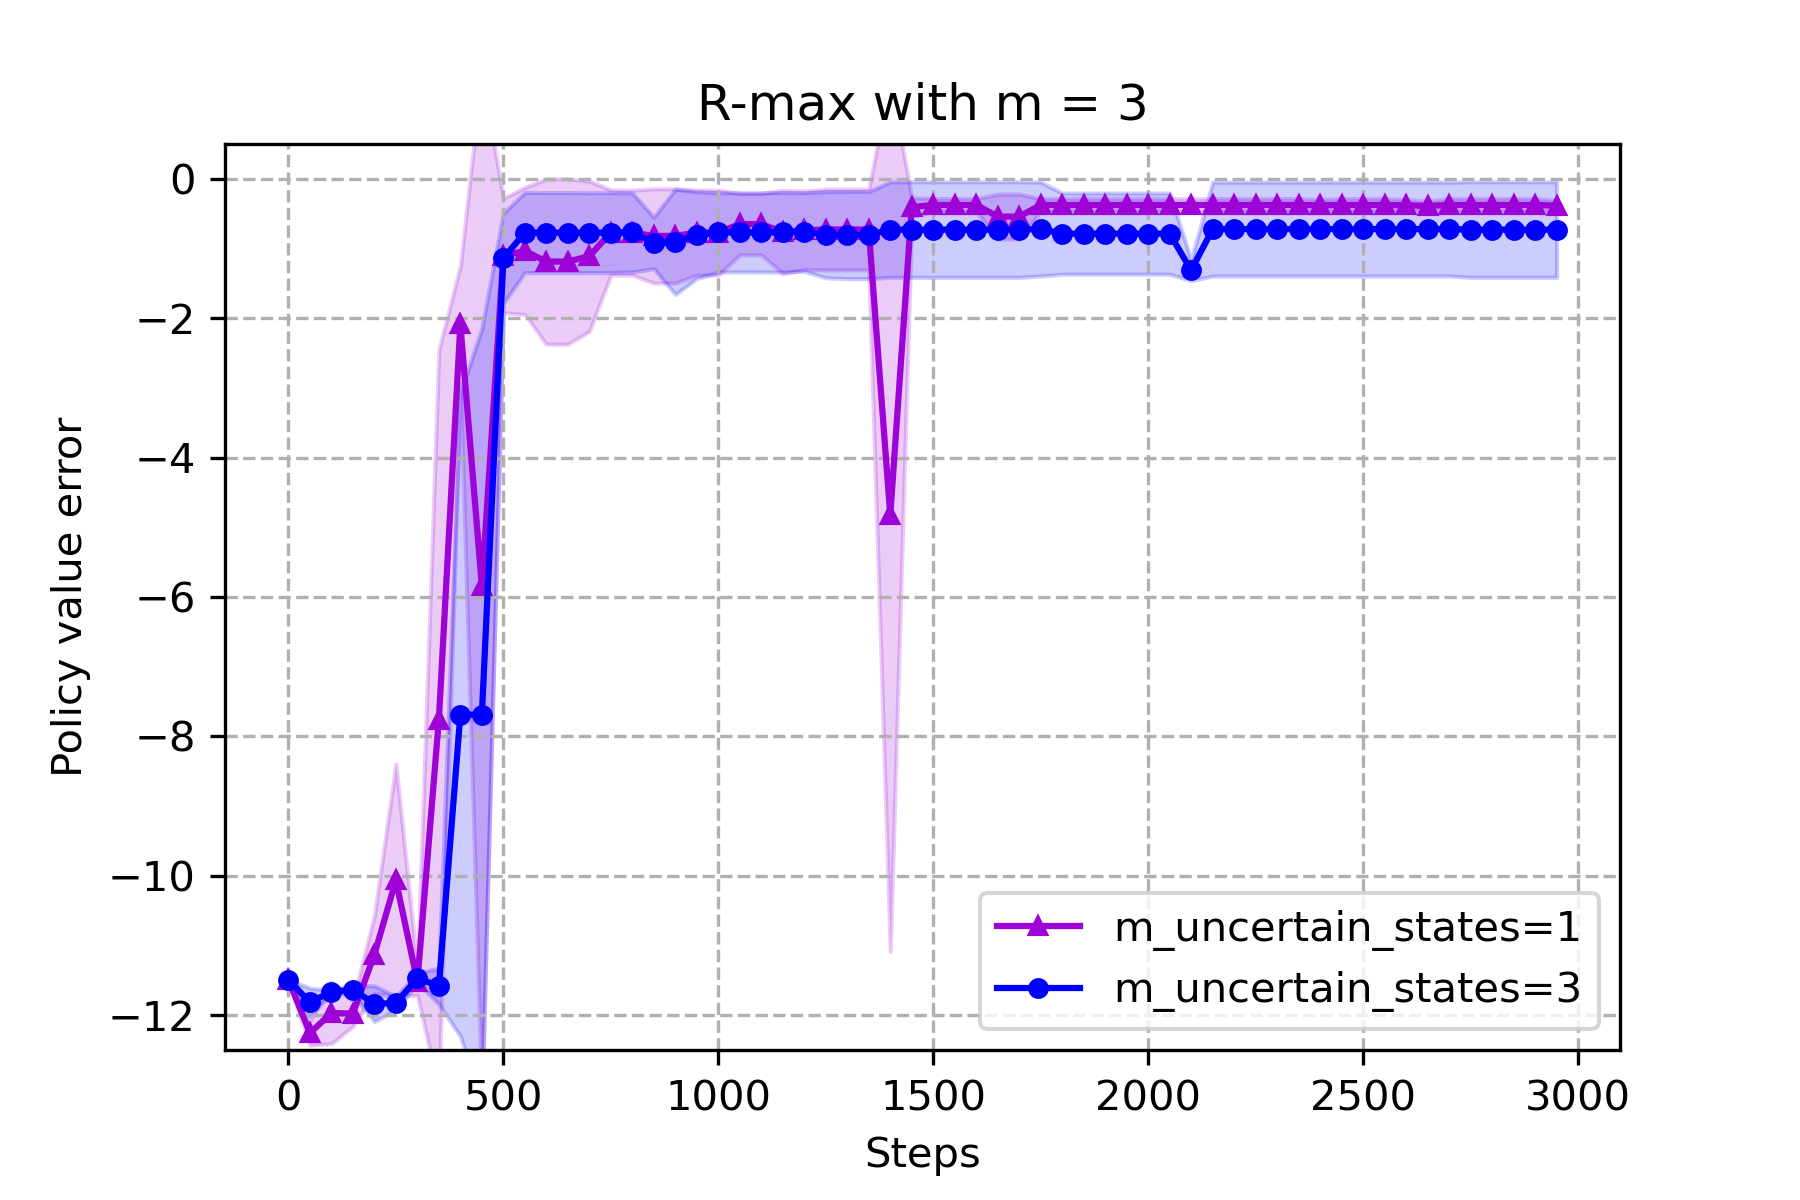 R-max with m = 3
0
−2
−4
−6
−8
−10
−12
Policy value error
0 500 1000 1500 2000 2500 3000
Steps
m_uncertain_states=1
m_uncertain_states=3